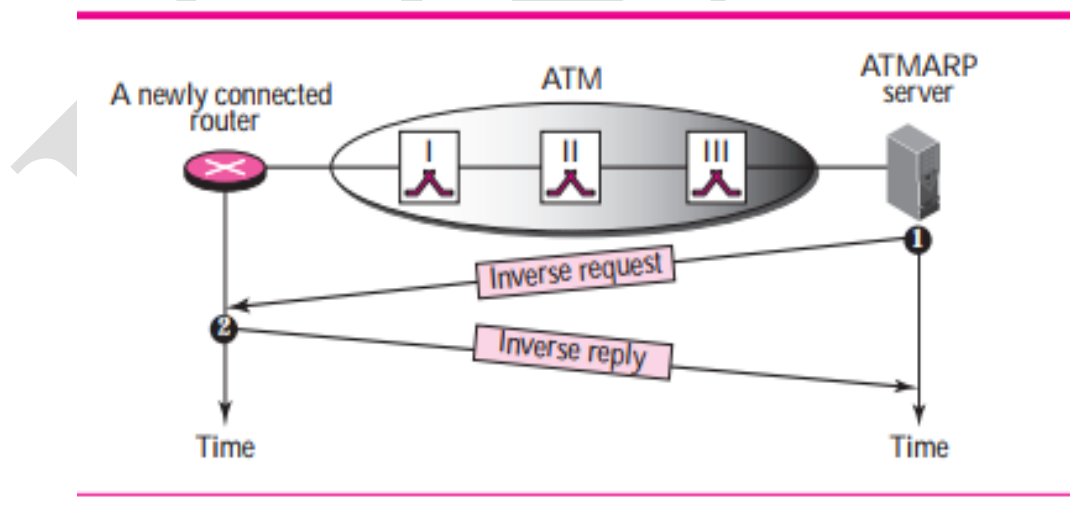 A newly connected
router
ATM
ATMARP
server
I
II
III
1
Inverse request
2
Inverse reply
Time
Time